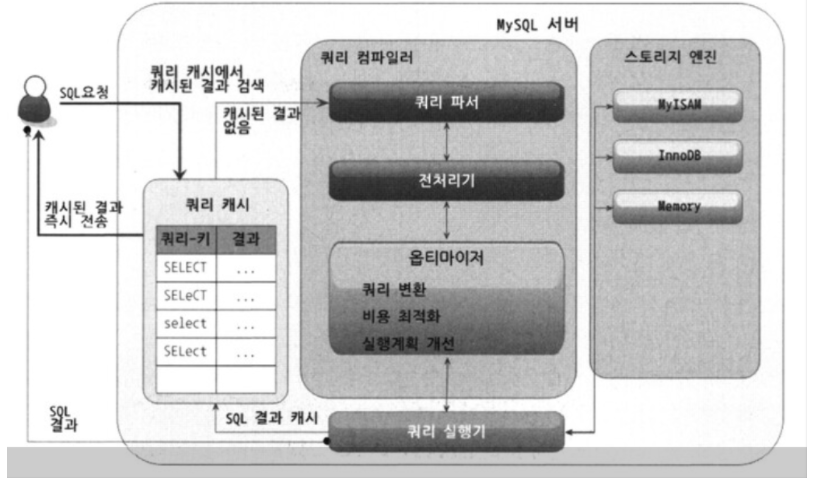 MySQL 서버
쿼리 컴파일러
스토리지 엔진
SQL요청
쿼리 캐시에서
캐시된 결과 검색
캐시된 결과
없음
쿼리 파서
MyISAM
InnoDB
전처리기
Memory
캐시된 결과
즉시 전송
쿼리 캐시
쿼리-키 결과
SELECT ...
SELeCT ...
select ...
SELect ...
옵티마이저
쿼리 변환
비용 최적화
실행계획 개선
SQL
결과
SQL 결과 캐시
쿼리 실행기